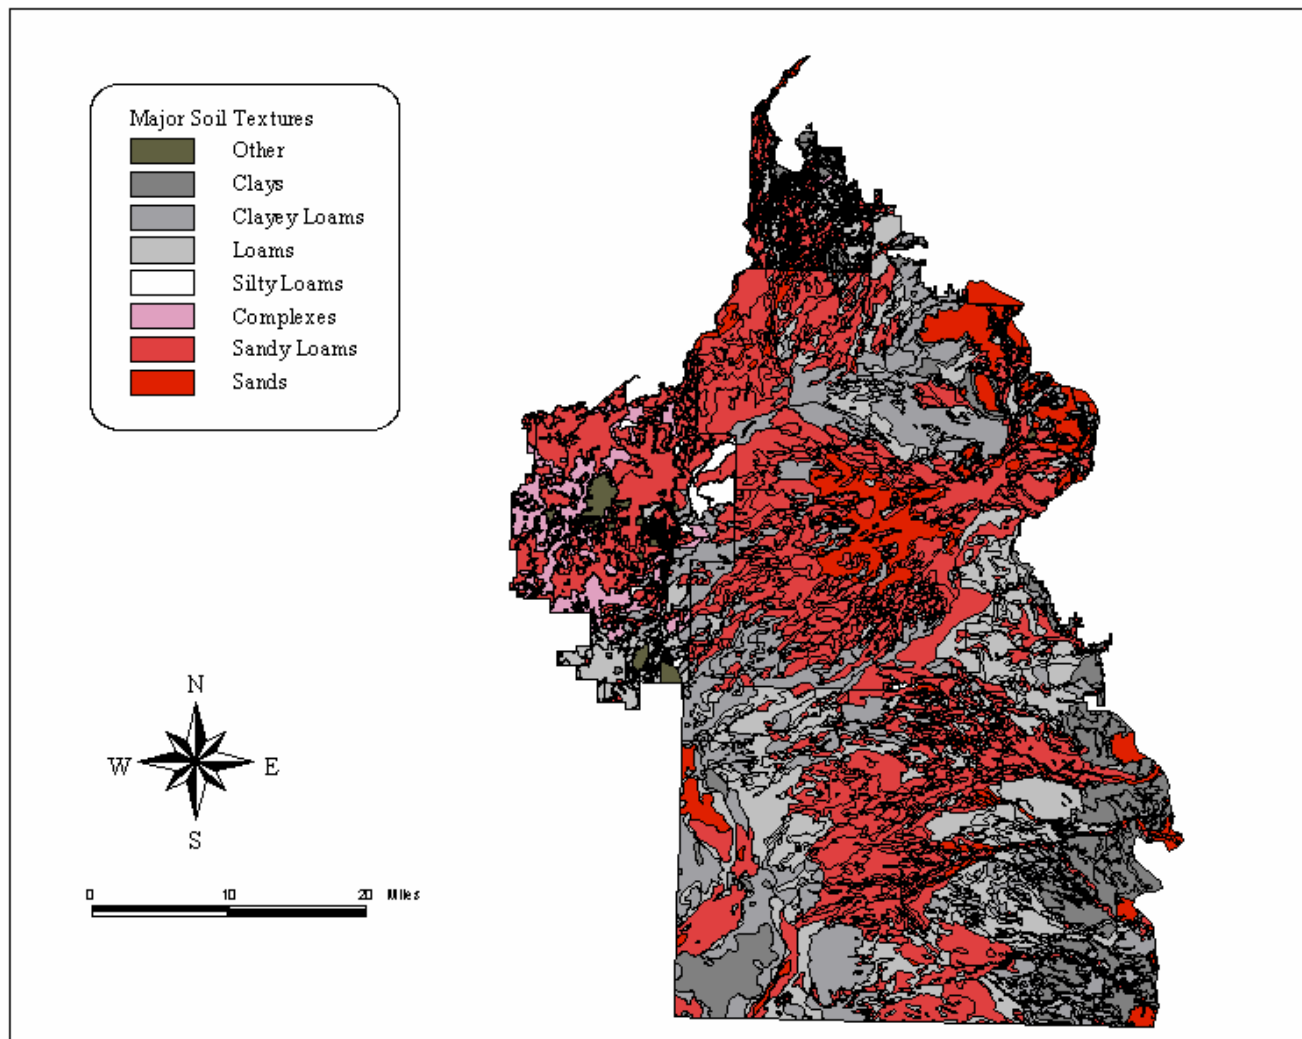 Major Soil Textures
Other
Clays
Clayey Loams
Loams
Silty Loams
Complexes
Sandy Loams
Sands
N
W E
S
0 10 20 Miles